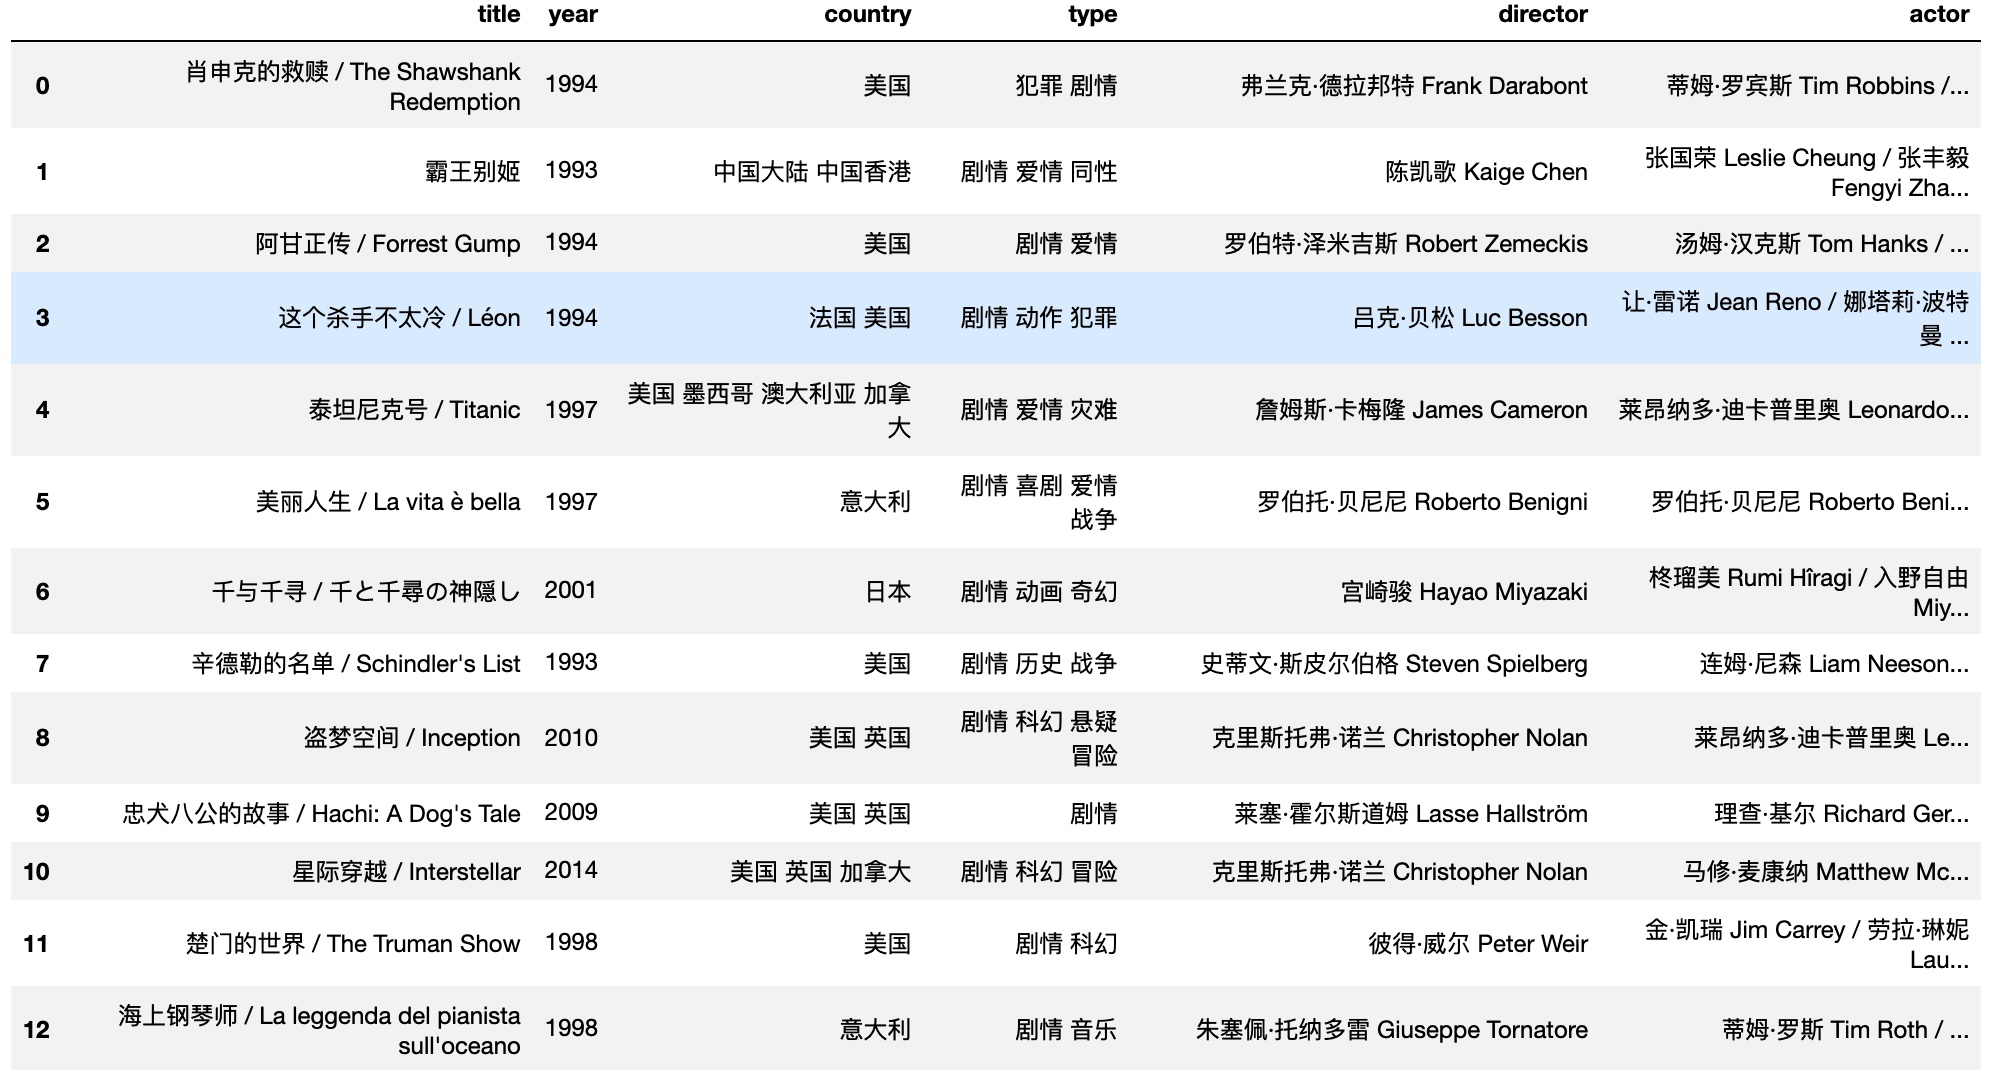 title year country type director actor
0 肖申克的救赎 / The Shawshank Redemption 1994 美国 犯罪 剧情 弗兰克·德拉邦特 Frank Darabont 蒂姆·罗宾斯 Tim Robbins /...
1 霸王别姬 1993 中国大陆 中国香港 剧情 爱情 同性 陈凯歌 Kaige Chen 张国荣 Leslie Cheung / 张丰毅 Fengyi Zha...
2 阿甘正传 / Forrest Gump 1994 美国 剧情 爱情 罗伯特·泽米吉斯 Robert Zemeckis 汤姆·汉克斯 Tom Hanks / ...
3 这个杀手不太冷 / Léon 1994 法国 美国 剧情 动作 犯罪 吕克·贝松 Luc Besson 让·雷诺 Jean Reno / 娜塔莉·波特曼 ...
4 泰坦尼克号 / Titanic 1997 美国 墨西哥 澳大利亚 加拿大 剧情 爱情 灾难 詹姆斯·卡梅隆 James Cameron 莱昂纳多·迪卡普里奥 Leonardo...
5 美丽人生 / La vita è bella 1997 意大利 剧情 喜剧 爱情 战争 罗伯托·贝尼尼 Roberto Benigni 罗伯托·贝尼尼 Roberto Beni...
6 千与千寻 / 千と千尋の神隠し 2001 日本 剧情 动画 奇幻 宫崎骏 Hayao Miyazaki 柊瑠美 Rumi Hîragi / 入野自由 Miy...
7 辛德勒的名单 / Schindler's List 1993 美国 剧情 历史 战争 史蒂文·斯皮尔伯格 Steven Spielberg 连姆·尼森 Liam Neeson...
8 盗梦空间 / Inception 2010 美国 英国 剧情 科幻 悬疑 冒险 克里斯托弗·诺兰 Christopher Nolan 莱昂纳多·迪卡普里奥 Le...
9 忠犬八公的故事 / Hachi: A Dog's Tale 2009 美国 英国 剧情 莱塞·霍尔斯道姆 Lasse Hallström 理查·基尔 Richard Ger...
10 星际穿越 / Interstellar 2014 美国 英国 加拿大 剧情 科幻 冒险 克里斯托弗·诺兰 Christopher Nolan 马修·麦康纳 Matthew Mc...
11 楚门的世界 / The Truman Show 1998 美国 剧情 科幻 彼得·威尔 Peter Weir 金·凯瑞 Jim Carrey / 劳拉·琳妮 Lau...
12 海上钢琴师 / La leggenda del pianista sull'oceano 1998 意大利 剧情 音乐 朱塞佩·托纳多雷 Giuseppe Tornatore 蒂姆·罗斯 Tim Roth / ...